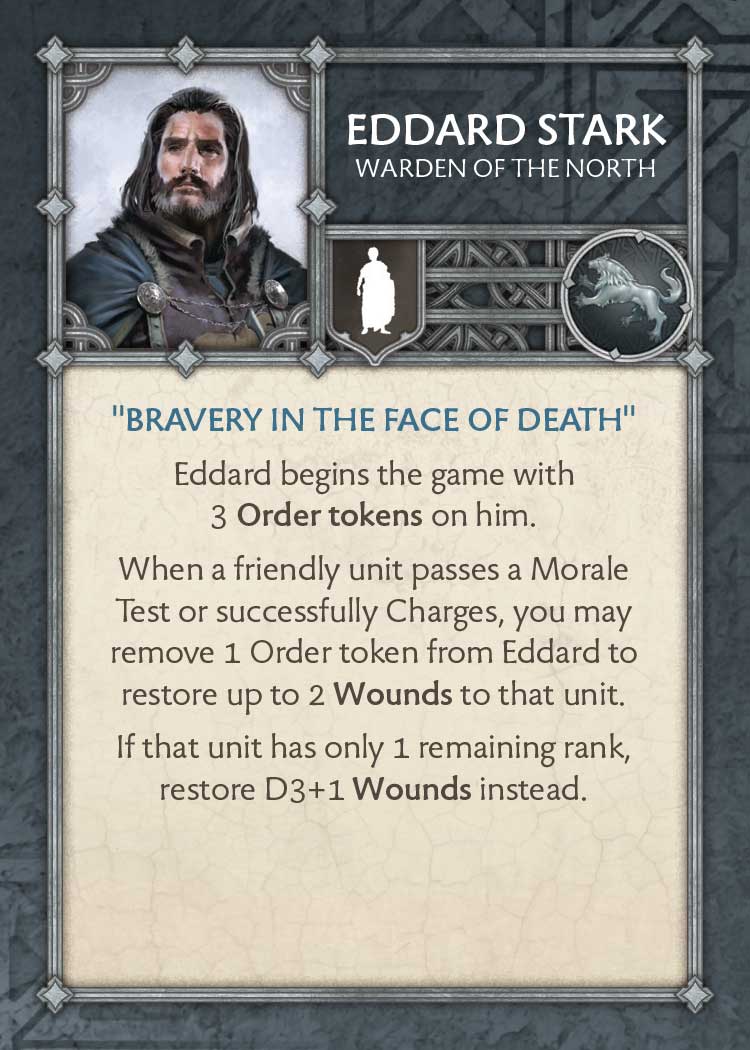 EDDARD STARK
WARDEN OF THE NORTH
"BRAVERY IN THE FACE OF DEATH"
Eddard begins the game with
3 Order tokens on him.
When a friendly unit passes a Morale
Test or successfully Charges, you may
remove 1 Order token from Eddard to
restore up to 2 Wounds to that unit.
If that unit has only 1 remaining rank,
restore D3+1 Wounds instead.